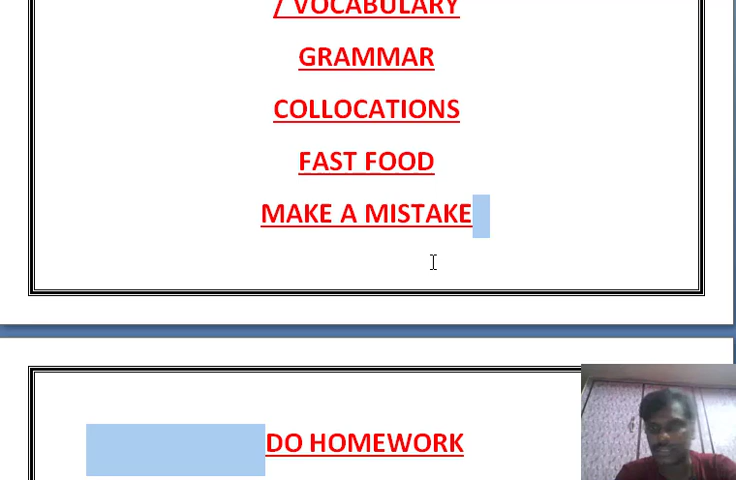 / VOCABULARY
GRAMMAR
COLLOCATIONS
FAST FOOD
MAKE A MISTAKE
DO HOMEWORK